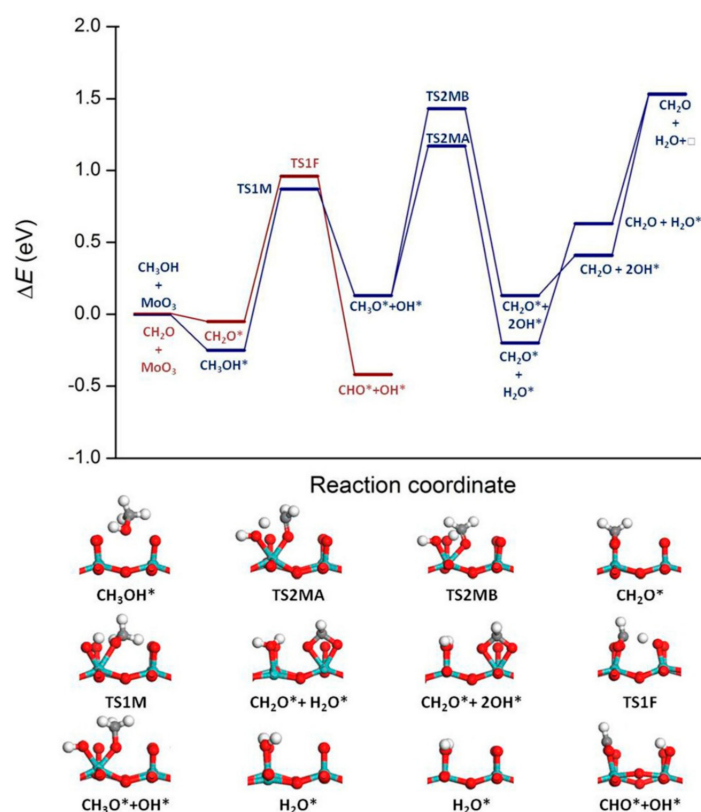 2.0
1.5
1.0
0.5
0.0
-0.5
-1.0
ΔE (eV)
Reaction coordinate
CH₃OH
+
MoO₃
CH₂O
+
MoO₃
CH₂O*
CH₃OH*
TS1M
TS1F
CH₃O*+OH*
CHO*+OH*
TS2MB
TS2MA
CH₂O*+
2OH*
CH₂O*
+
H₂O*
CH₂O + H₂O*
CH₂O + 2OH*
CH₂O
+
H₂O+□
CH₃OH* TS2MA TS2MB CH₂O*
TS1M CH₂O*+ H₂O* CH₂O*+ 2OH* TS1F
CH₃O*+OH* H₂O* H₂O* CHO*+OH*